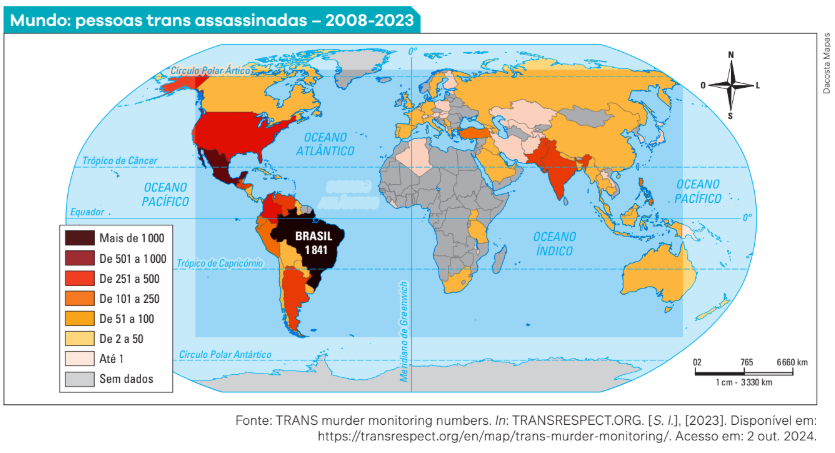 Mundo: pessoas trans assassinadas – 2008-2023
Dacosta Mapas
0°
Círculo Polar Ártico
N
O
L
S
OCEANO
ATLÂNTICO
Trópico de Câncer
OCEANO
PACÍFICO
OCEANO
PACÍFICO
Equador
0°
BRASIL
1 841
OCEANO
ÍNDICO
Trópico de Capricórnio
Meridiano de Greenwich
Círculo Polar Antártico
Mais de 1 000
De 501 a 1 000
De 251 a 500
De 101 a 250
De 51 a 100
De 2 a 50
Até 1
Sem dados
02 765 6 660 km
1 cm - 3 330 km
Fonte: TRANS murder monitoring numbers. In: TRANSRESPECT.ORG. [S. l.], [2023]. Disponível em:
https://transrespect.org/en/map/trans-murder-monitoring/. Acesso em: 2 out. 2024.